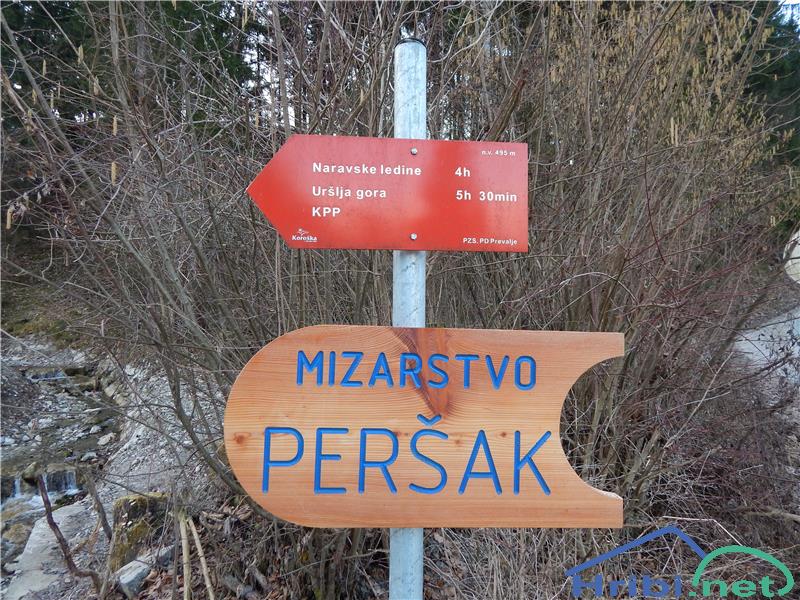 n.v. 495 m
Naravske ledine 4h
Uršlja gora 5h 30min
KPP
Koroška
PZS, PD Prevalje
MIZARSTVO
PERŠAK
Hribi.net